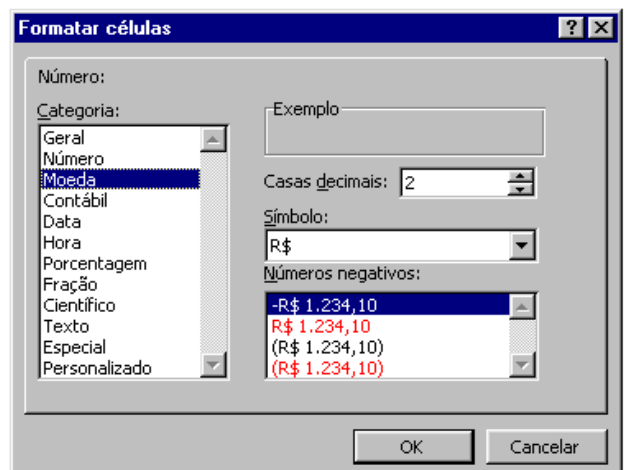 Formatar células
Número:
Categoria:
Geral
Número
Moeda
Contábil
Data
Hora
Porcentagem
Fração
Científico
Texto
Especial
Personalizado
Exemplo
Casas decimais: 2
Símbolo:
R$
Números negativos:
-R$ 1.234,10
R$ 1.234,10
(R$ 1.234,10)
(R$ 1.234,10)
OK Cancelar